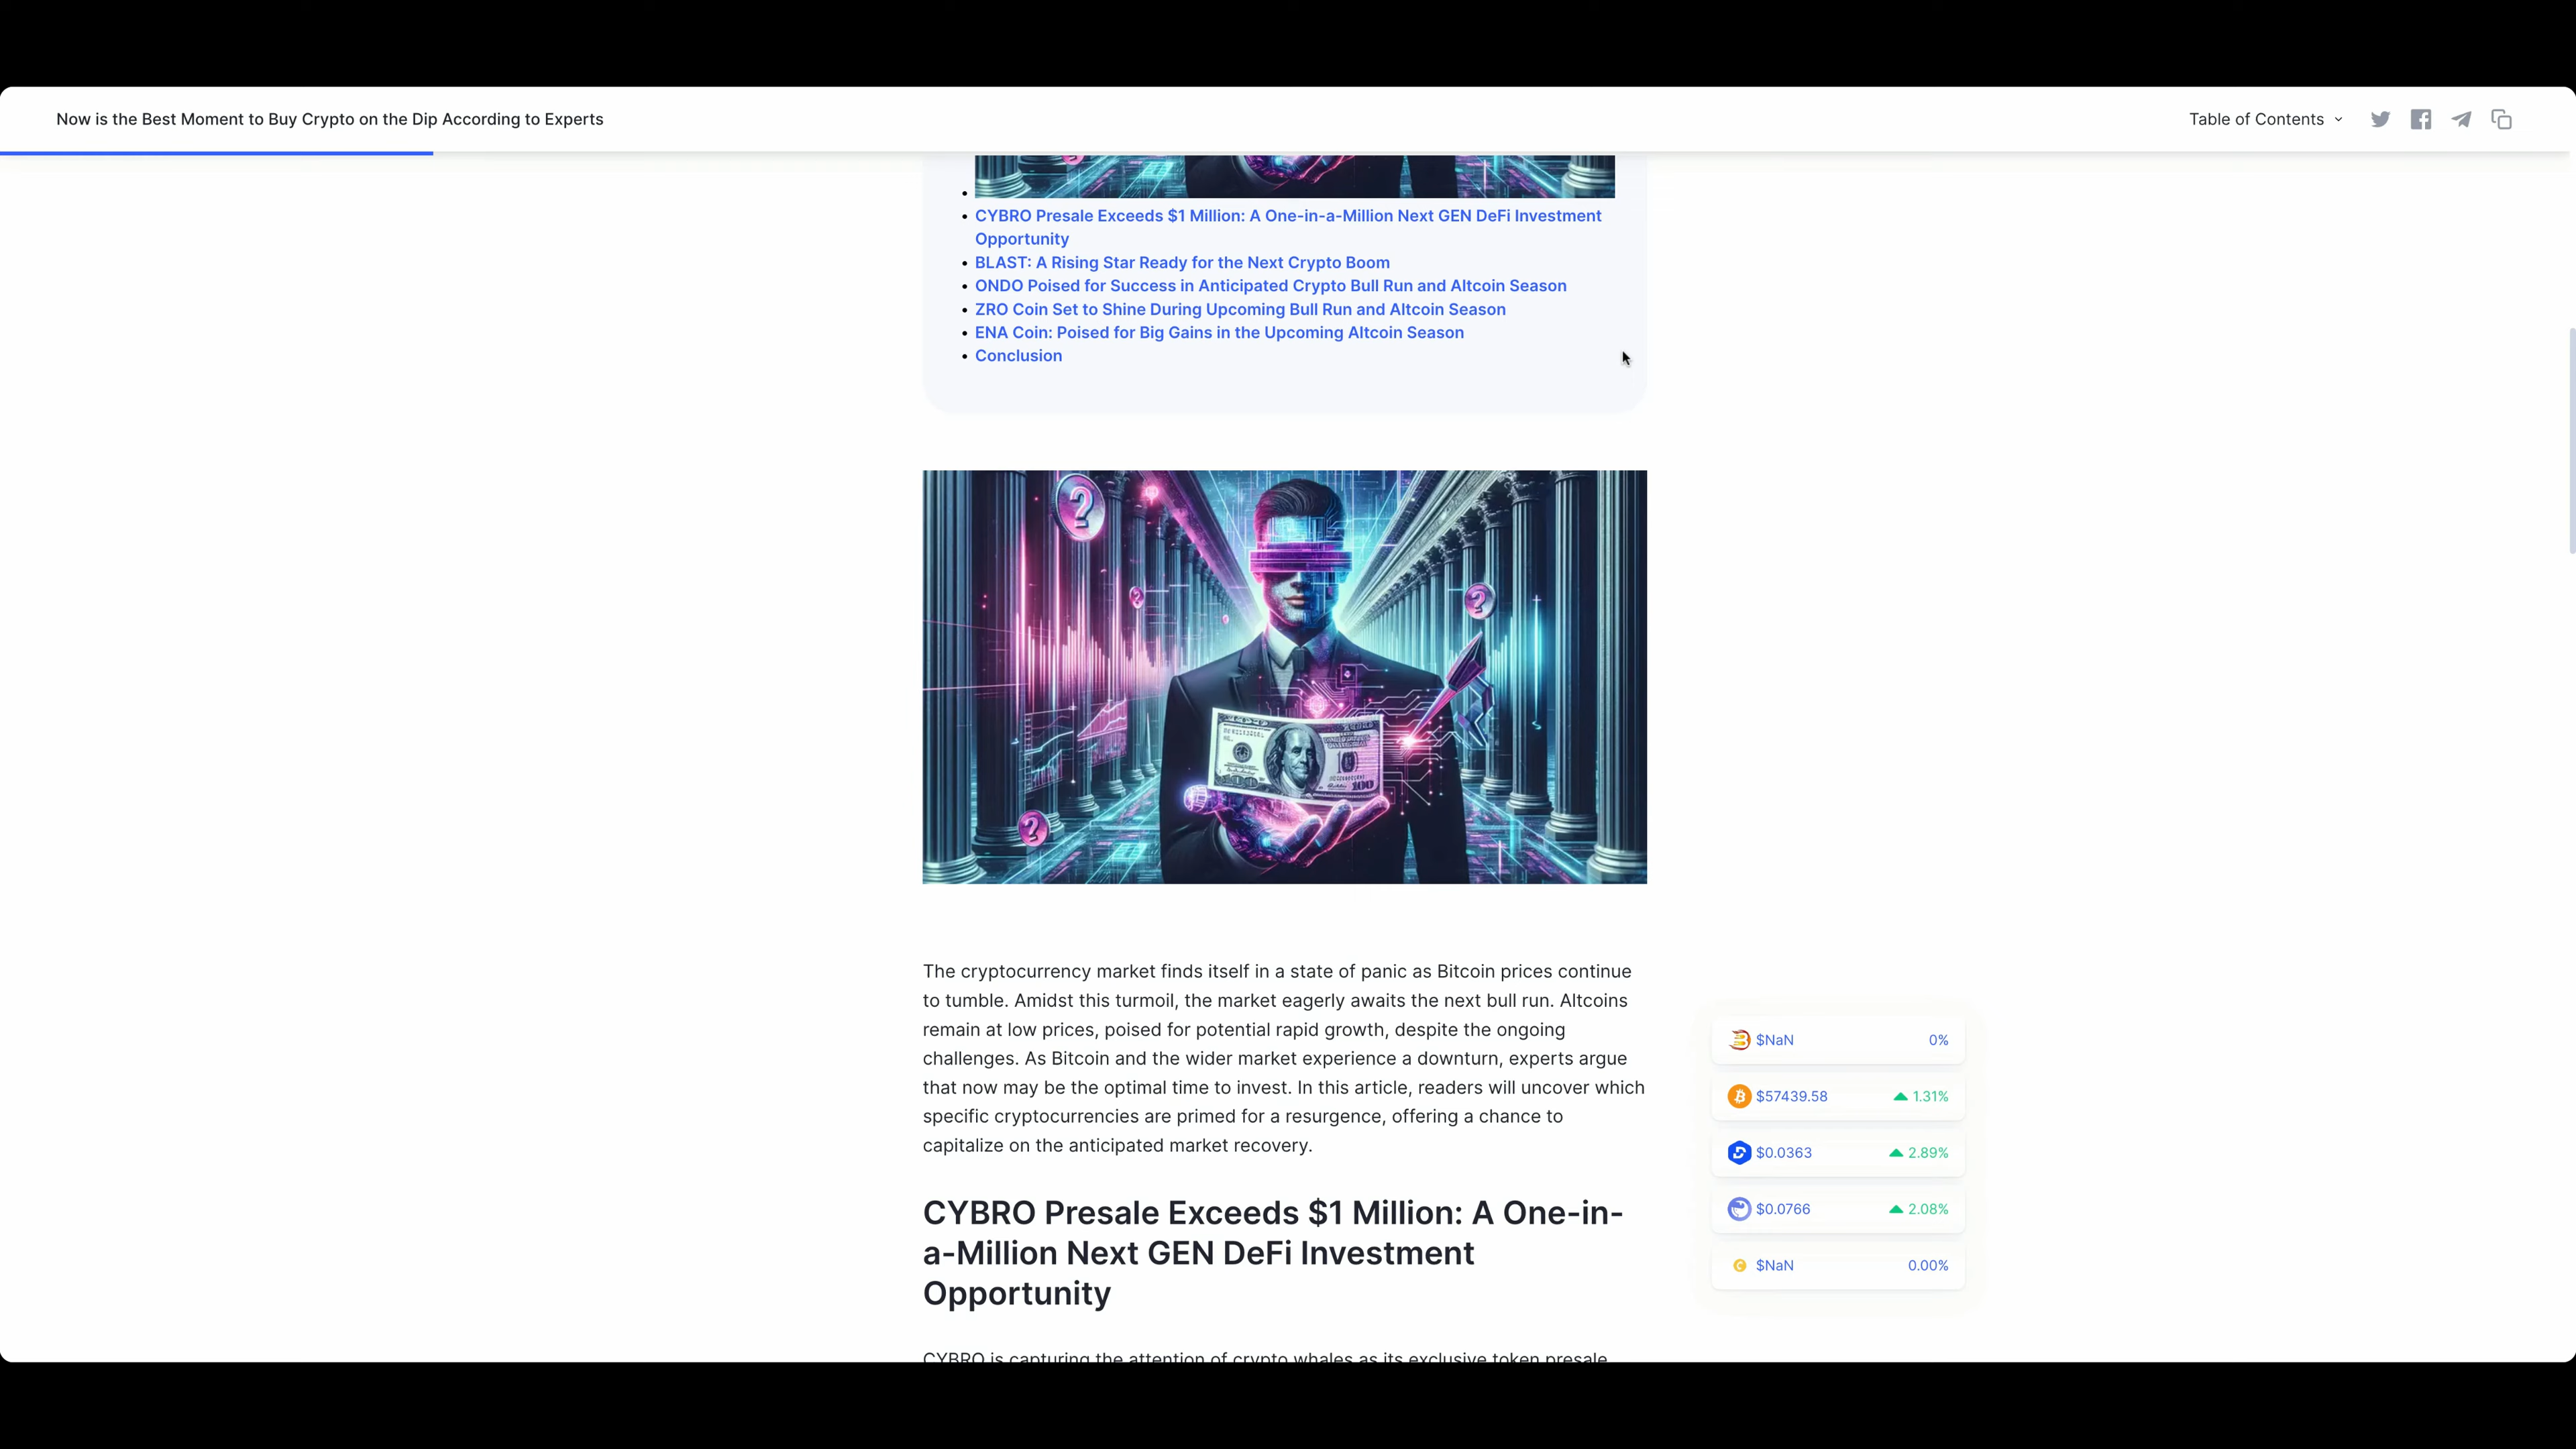 Now is the Best Moment to Buy Crypto on the Dip According to Experts
Table of Contents
CYBRO Presale Exceeds $1 Million: A One-in-a-Million Next GEN DeFi Investment
Opportunity
BLAST: A Rising Star Ready for the Next Crypto Boom
ONDO Poised for Success in Anticipated Crypto Bull Run and Altcoin Season
ZRO Coin Set to Shine During Upcoming Bull Run and Altcoin Season
ENA Coin: Poised for Big Gains in the Upcoming Altcoin Season
Conclusion
?
?
?
?
100
The cryptocurrency market finds itself in a state of panic as Bitcoin prices continue
to tumble. Amidst this turmoil, the market eagerly awaits the next bull run. Altcoins
remain at low prices, poised for potential rapid growth, despite the ongoing
challenges. As Bitcoin and the wider market experience a downturn, experts argue
that now may be the optimal time to invest. In this article, readers will uncover which
specific cryptocurrencies are primed for a resurgence, offering a chance to
capitalize on the anticipated market recovery.
$NaN 0%
$57439.58 1.31%
$0.0363 2.89%
$0.0766 2.08%
$NaN 0.00%
CYBRO Presale Exceeds $1 Million: A One-in-
a-Million Next GEN DeFi Investment
Opportunity
CYBRO is capturing the attention of crypto whales as its exclusive token presale